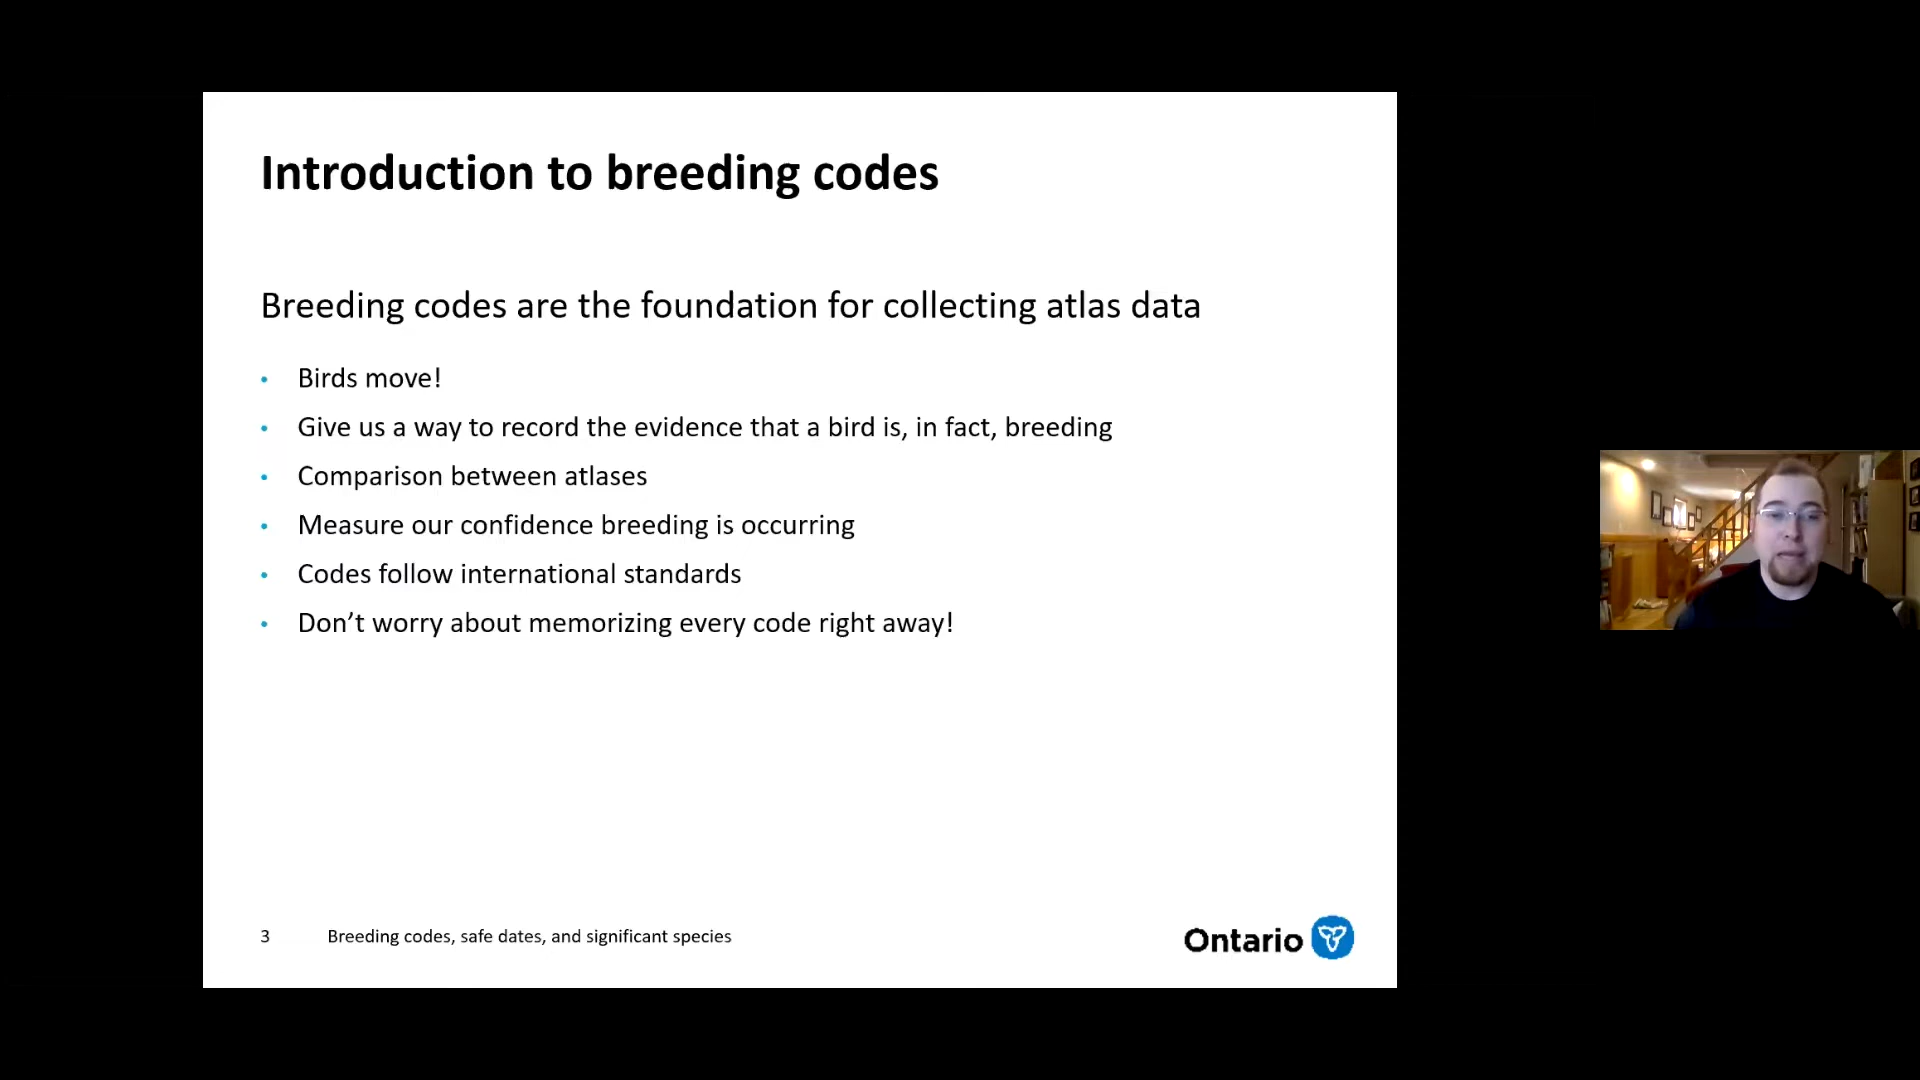 Introduction to breeding codes
Breeding codes are the foundation for collecting atlas data
• Birds move!
• Give us a way to record the evidence that a bird is, in fact, breeding
• Comparison between atlases
• Measure our confidence breeding is occurring
• Codes follow international standards
• Don’t worry about memorizing every code right away!
3 Breeding codes, safe dates, and significant species
Ontario